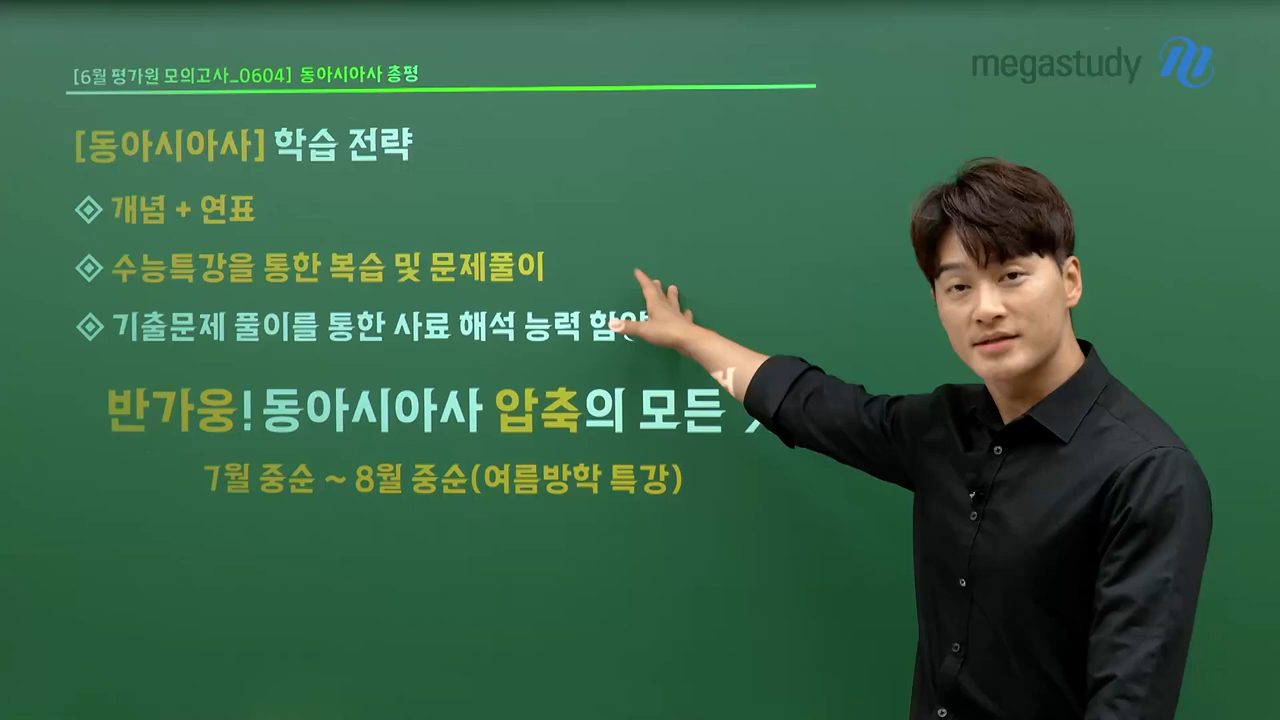 [6월 평가원 모의고사_0604] 동아시아사 총평
megastudy
[동아시아사] 학습 전략
개념 + 연표
수능특강을 통한 복습 및 문제풀이
기출문제 풀이를 통한 사료 해석 능력
반가웅! 동아시아사 압축의 모든
7월 중순 ~ 8월 중순(여름방학 특강)